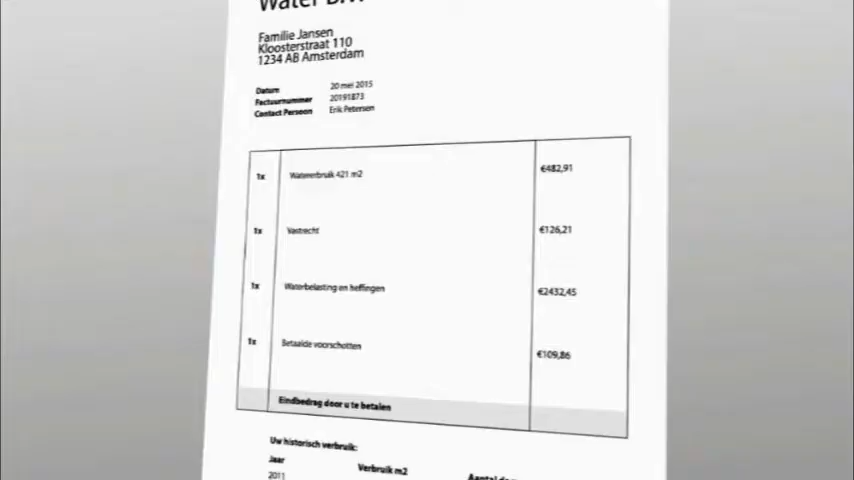 Water
Familie Jansen
Kloosterstraat 110
1234 AB Amsterdam
Datum 20 mei 2015
Factuurnummer 20191873
Contact Persoon Erik Petersen
1x Waterverbruik 421 m2 €482,91
1x Vastrecht €126,21
1x Waterbelasting en heffingen €2432,45
1x Betaalde voorschotten €109,86
Eindbedrag door u te betalen
Uw historisch verbruik:
Jaar Verbruik m2 Aantal
2011